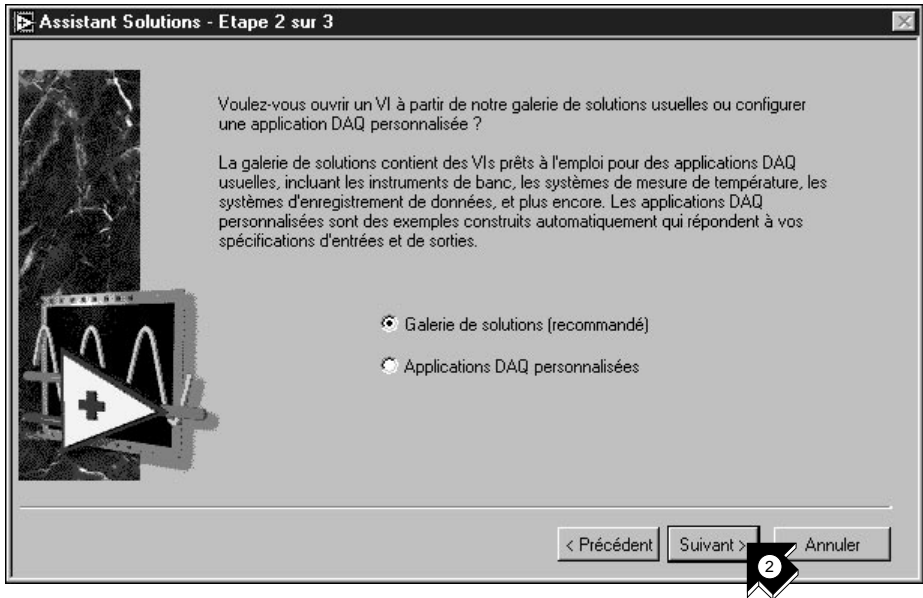 Assistant Solutions - Etape 2 sur 3
Voulez-vous ouvrir un VI à partir de notre galerie de solutions usuelles ou configurer
une application DAQ personnalisée ?
La galerie de solutions contient des VIs prêts à l'emploi pour des applications DAQ
usuelles, incluant les instruments de banc, les systèmes de mesure de température, les
systèmes d'enregistrement de données, et plus encore. Les applications DAQ
personnalisées sont des exemples construits automatiquement qui répondent à vos
spécifications d'entrées et de sorties.
Galerie de solutions (recommandé)
Applications DAQ personnalisées
< Précédent Suivant > Annuler
2